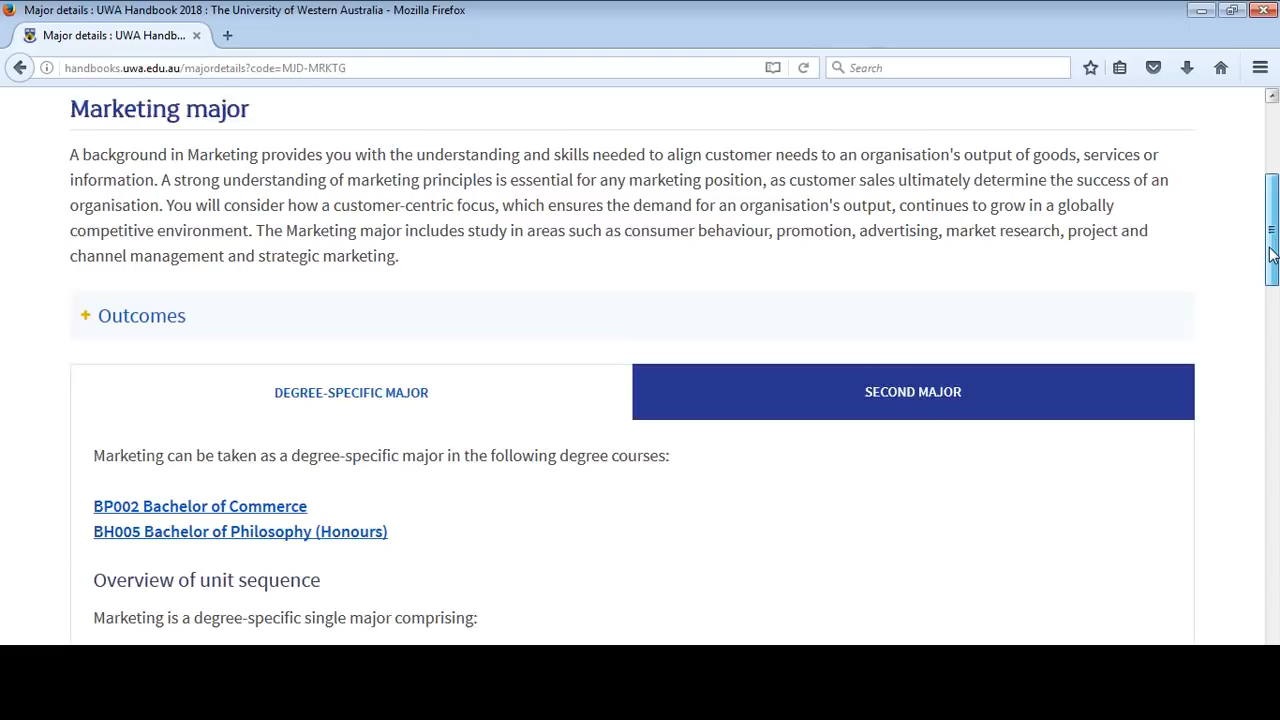 Major details : UWA Handbook 2018 : The University of Western Australia - Mozilla Firefox
Major details : UWA Handb...
handbooks.uwa.edu.au/majordetails?code=MJD-MRKTG
Search
Marketing major
A background in Marketing provides you with the understanding and skills needed to align customer needs to an organisation's output of goods, services or
information. A strong understanding of marketing principles is essential for any marketing position, as customer sales ultimately determine the success of an
organisation. You will consider how a customer-centric focus, which ensures the demand for an organisation's output, continues to grow in a globally
competitive environment. The Marketing major includes study in areas such as consumer behaviour, promotion, advertising, market research, project and
channel management and strategic marketing.
+ Outcomes
DEGREE-SPECIFIC MAJOR
SECOND MAJOR
Marketing can be taken as a degree-specific major in the following degree courses:
BP002 Bachelor of Commerce
BH005 Bachelor of Philosophy (Honours)
Overview of unit sequence
Marketing is a degree-specific single major comprising: